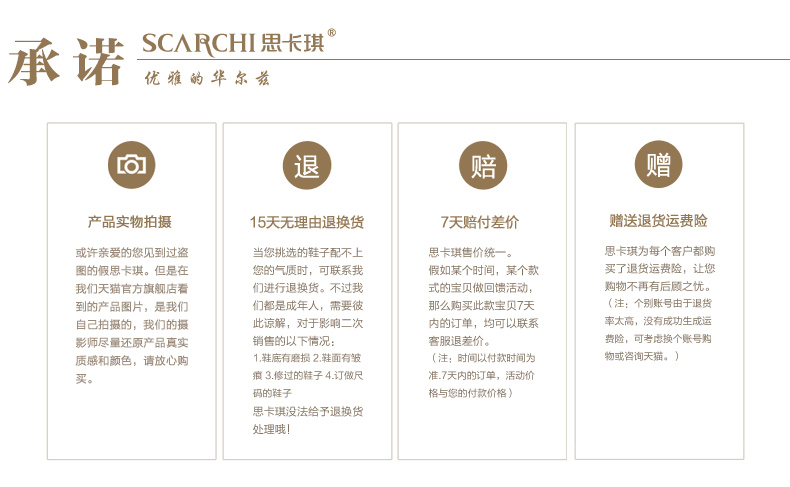 承诺
SCARCHI思卡琪®
优雅的华尔兹
产品实物拍摄
或许亲爱的您见到过盗
图的假思卡琪。但是在
我们天猫官方旗舰店看
到的产品图片，是我们
自己拍摄的，我们的摄
影师尽量还原产品真实
质感和颜色，请放心购
买。
退
15天无理由退换货
当您挑选的鞋子配不上
您的气质时，可联系我
们进行退换货。不过我
们都是成年人，需要彼
此谅解，对于影响二次
销售的以下情况：
1.鞋底有磨损 2.鞋面有皱
痕 3.修过的鞋子 4.订做尺
码的鞋子
思卡琪没法给予退换货
处理哦！
赔
7天赔付差价
思卡琪售价统一。
假如某个时间，某个款
式的宝贝做回馈活动，
那么购买此款宝贝7天
内的订单，均可以联系
客服退差价。
（注：时间以付款时间为
准.7天内的订单，活动价
格与您的付款价格）
赠
赠送退货运费险
思卡琪为每个客户都购
买了退货运费险，让您
购物不再有后顾之忧。
（注：个别账号由于退货
率太高，没有成功生成运
费险，可考虑换个账号购
物或咨询天猫。）